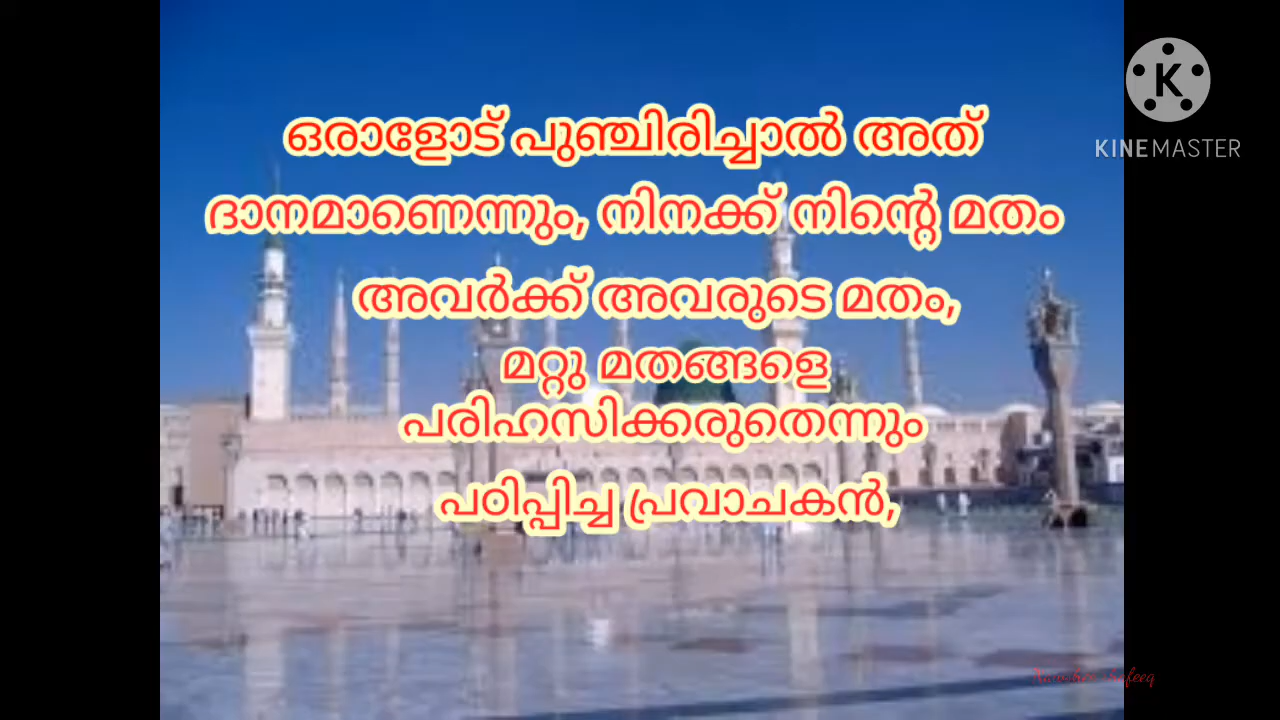 ഒരാളോട് പുഞ്ചിരിച്ചാൽ അത്
ദാനമാണെന്നും, നിനക്ക് നിന്റെ മതം
അവർക്ക് അവരുടെ മതം,
മറ്റു മതങ്ങളെ
പരിഹസിക്കരുതെന്നും
പഠിപ്പിച്ച പ്രവാചകൻ,
KINEMASTER